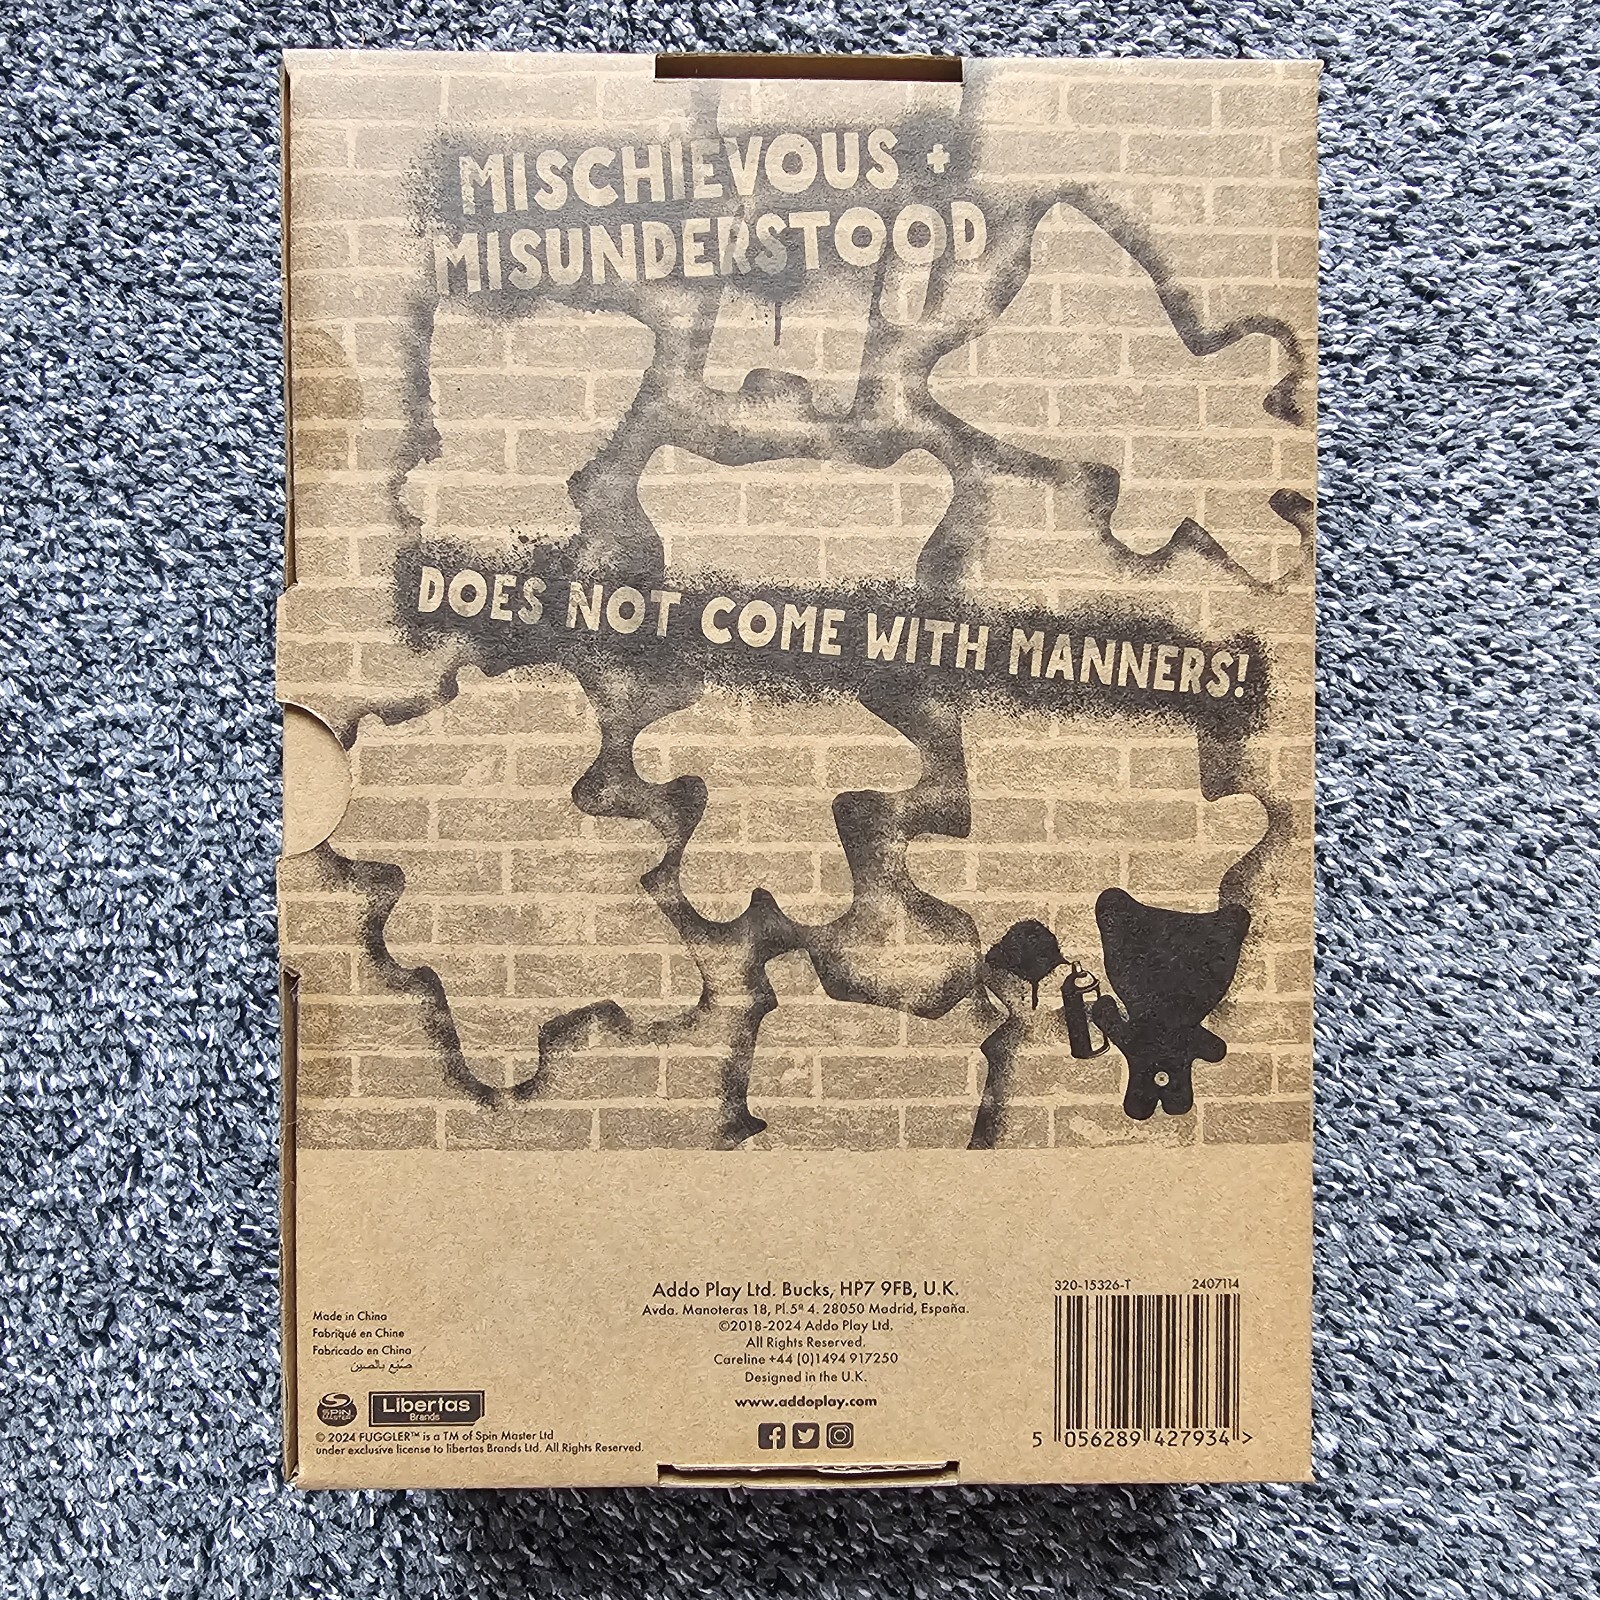 MISCHIEVOUS +
MISUNDERSTOOD
DOES NOT COME WITH MANNERS!
Made in China
Fabriqué en Chine
Fabricado en China
صُنِع بالصين
SPIN MASTER
Libertas
Brands
© 2024 FUGGLER™ is a TM of Spin Master Ltd
under exclusive license to libertas Brands Ltd. All Rights Reserved.
Addo Play Ltd. Bucks, HP7 9FB, U.K.
Avda. Manoteras 18, Pl.5ª 4. 28050 Madrid, España.
©2018-2024 Addo Play Ltd.
All Rights Reserved.
Careline +44 (0)1494 917250
Designed in the U.K.
www.addoplay.com
320-15326-T 2407114
5 056289 427934 >